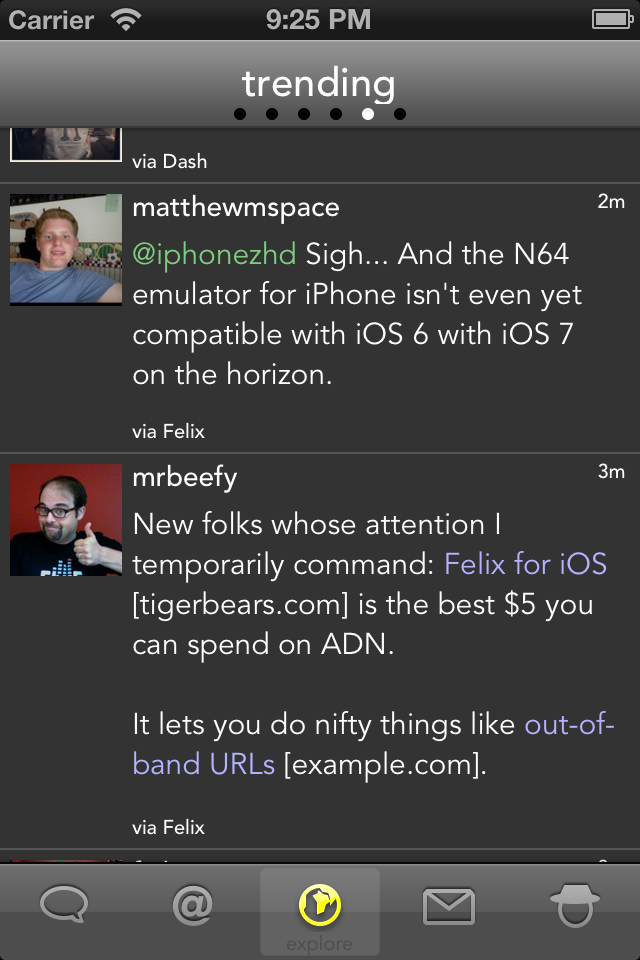 Carrier
9:25 PM
trending
via Dash
matthewmspace
2m
@iphonezhd Sigh... And the N64
emulator for iPhone isn't even yet
compatible with iOS 6 with iOS 7
on the horizon.
via Felix
mrbeefy
3m
New folks whose attention I
temporarily command: Felix for iOS
[tigerbears.com] is the best $5 you
can spend on ADN.
It lets you do nifty things like out-of-
band URLs [example.com].
via Felix
@
explore